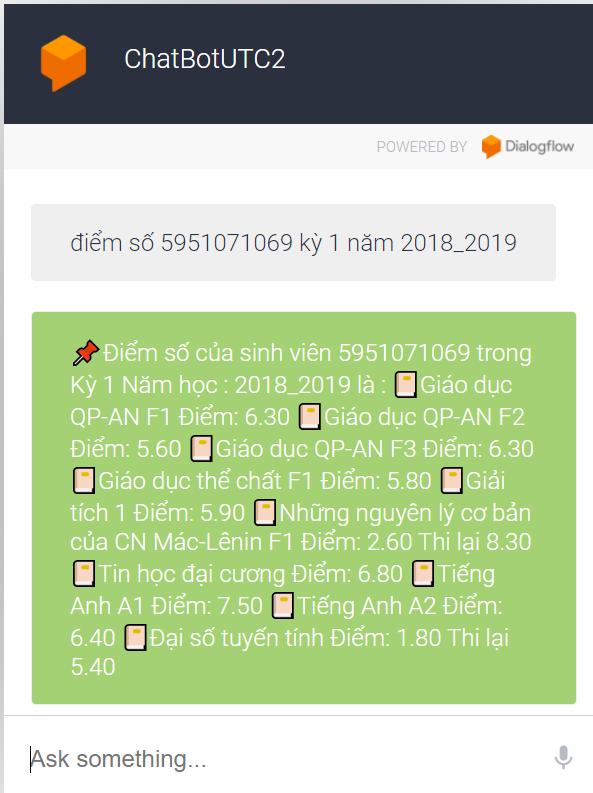 ChatBotUTC2
POWERED BY Dialogflow
điểm số 5951071069 kỳ 1 năm 2018_2019
📌Điểm số của sinh viên 5951071069 trong
Kỳ 1 Năm học : 2018_2019 là : 📔Giáo dục
QP-AN F1 Điểm: 6.30 📔Giáo dục QP-AN F2
Điểm: 5.60 📔Giáo dục QP-AN F3 Điểm: 6.30
📔Giáo dục thể chất F1 Điểm: 5.80 📔Giải
tích 1 Điểm: 5.90 📔Những nguyên lý cơ bản
của CN Mác-Lênin F1 Điểm: 2.60 Thi lại 8.30
📔Tin học đại cương Điểm: 6.80 📔Tiếng
Anh A1 Điểm: 7.50 📔Tiếng Anh A2 Điểm:
6.40 📔Đại số tuyến tính Điểm: 1.80 Thi lại
5.40
Ask something...